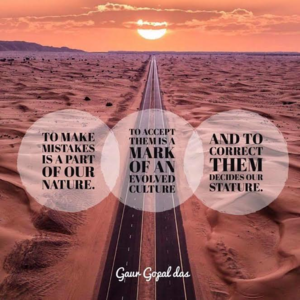 TO MAKE
MISTAKES
IS A PART
OF OUR
NATURE.
TO ACCEPT
THEM IS A
MARK
OF AN
EVOLVED
CULTURE
AND TO
CORRECT
THEM
DECIDES OUR
STATURE.
Gaur Gopal das